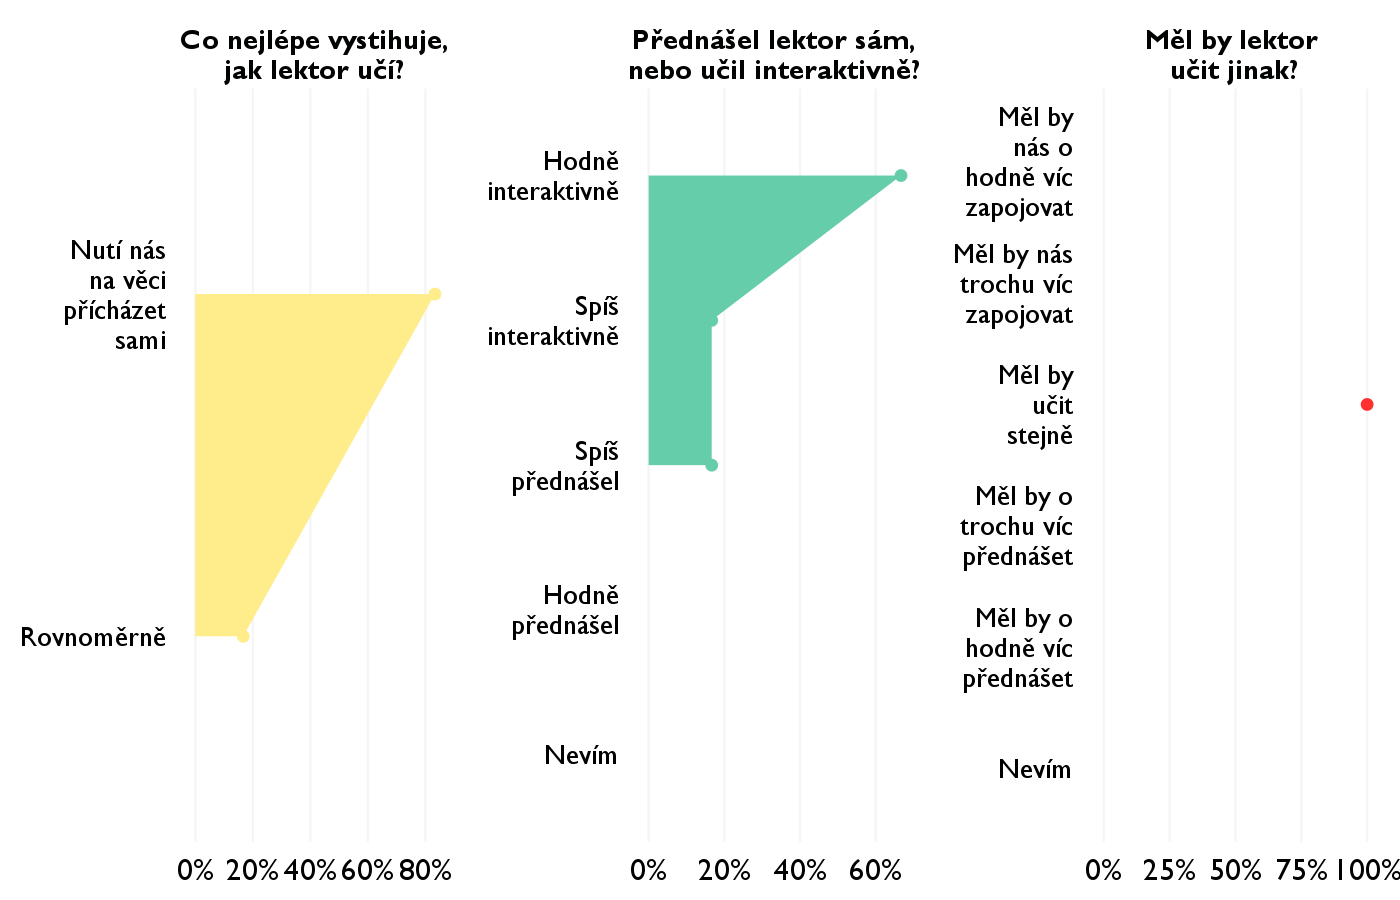 Co nejlépe vystihuje,
jak lektor učí?
Nutí nás
na věci
přícházet
sami
Rovnoměrně
0% 20% 40% 60% 80%
Přednášel lektor sám,
nebo učil interaktivně?
Hodně
interaktivně
Spíš
interaktivně
Spíš
přednášel
Hodně
přednášel
Nevím
0% 20% 40% 60%
Měl by lektor
učit jinak?
Měl by
nás o
hodně víc
zapojovat
Měl by nás
trochu víc
zapojovat
Měl by
učit
stejně
Měl by o
trochu víc
přednášet
Měl by o
hodně víc
přednášet
Nevím
0% 25% 50% 75% 100%